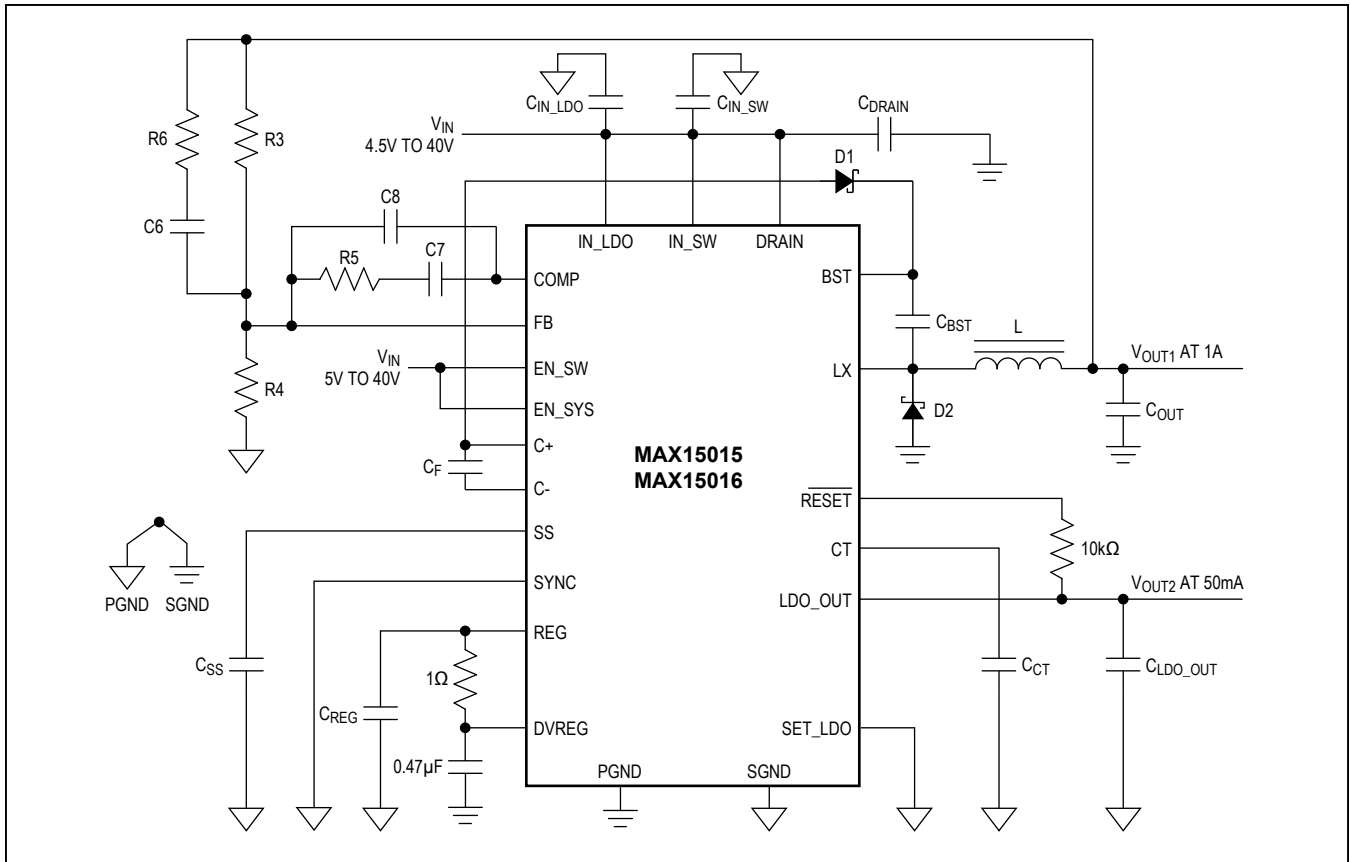 CIN_LDO
CIN_SW
CDRAIN
VIN
4.5V TO 40V
R6
R3
D1
C8
C6
IN_LDO
IN_SW
DRAIN
R5
C7
COMP
BST
FB
CBST
L
VIN
5V TO 40V
EN_SW
LX
VOUT1 AT 1A
R4
EN_SYS
D2
COUT
C+
CF
C-
MAX15015
MAX15016
RESET
SS
10kΩ
CT
PGND
SGND
SYNC
LDO_OUT
VOUT2 AT 50mA
REG
CSS
1Ω
CCT
CLDO_OUT
CREG
DVREG
SET_LDO
0.47µF
PGND
SGND